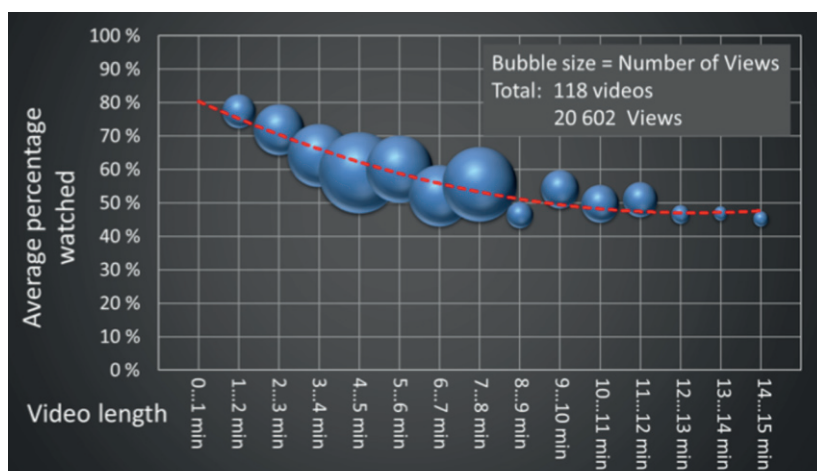 100 %
90 %
80 %
70 %
60 %
50 %
40 %
30 %
20 %
10 %
0 %
Average percentage
watched
Bubble size = Number of Views
Total: 118 videos
20 602 Views
Video length
0...1 min
1...2 min
2...3 min
3...4 min
4...5 min
5...6 min
6...7 min
7...8 min
8...9 min
9...10 min
10...11 min
11...12 min
12...13 min
13...14 min
14...15 min